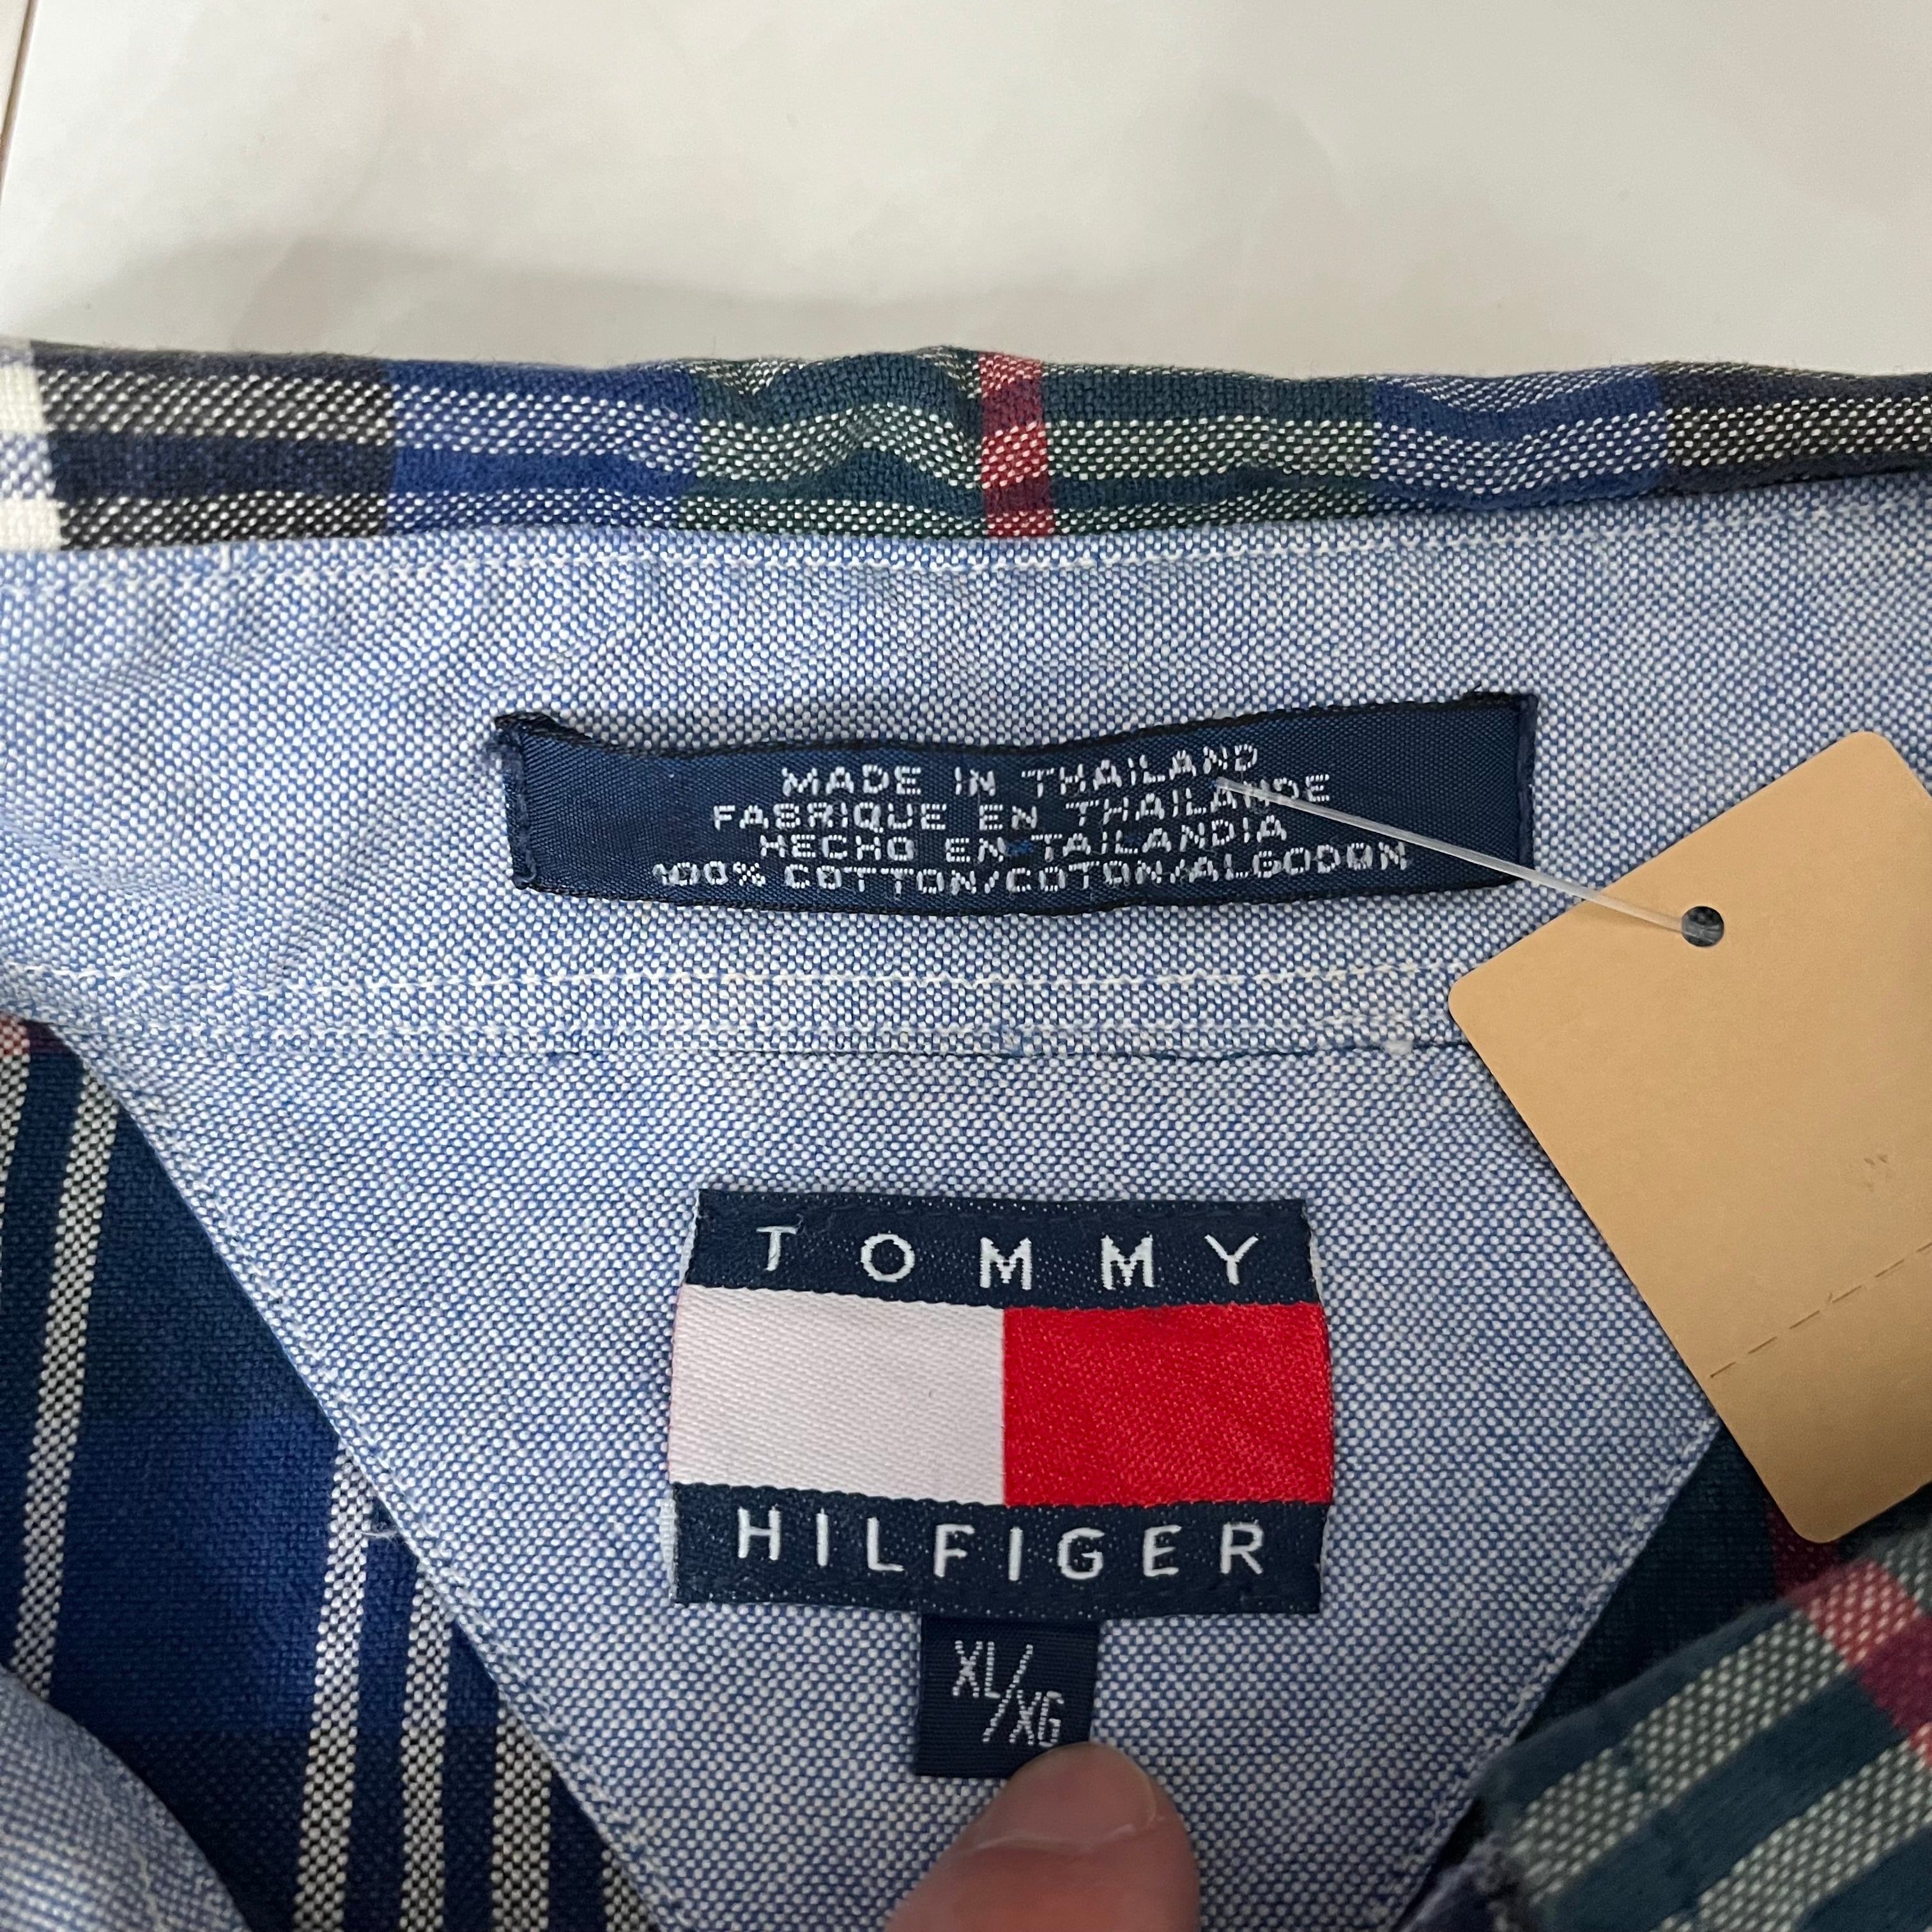 MADE IN THAILAND
FABRIQUE EN THAILANDE
HECHO EN TAILANDIA
100% COTTON/COTON/ALGODON
TOMMY
HILFIGER
XL/XG